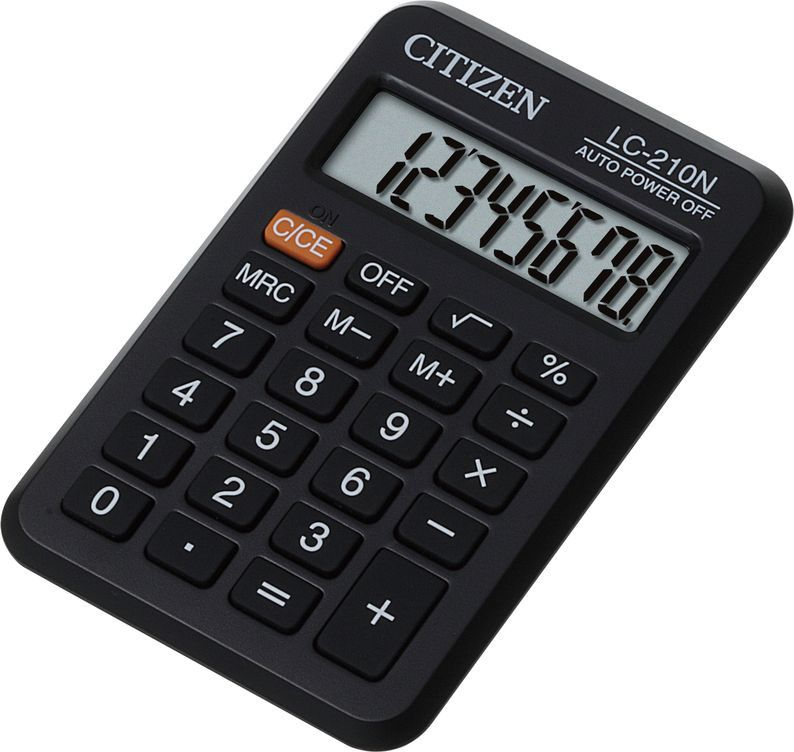 CITIZEN
LC-210N
AUTO POWER OFF
12345678.
ON
C/CE OFF √ %
MRC M− M+ ÷
7 8 9 ×
4 5 6 −
1 2 3 +
0 . =